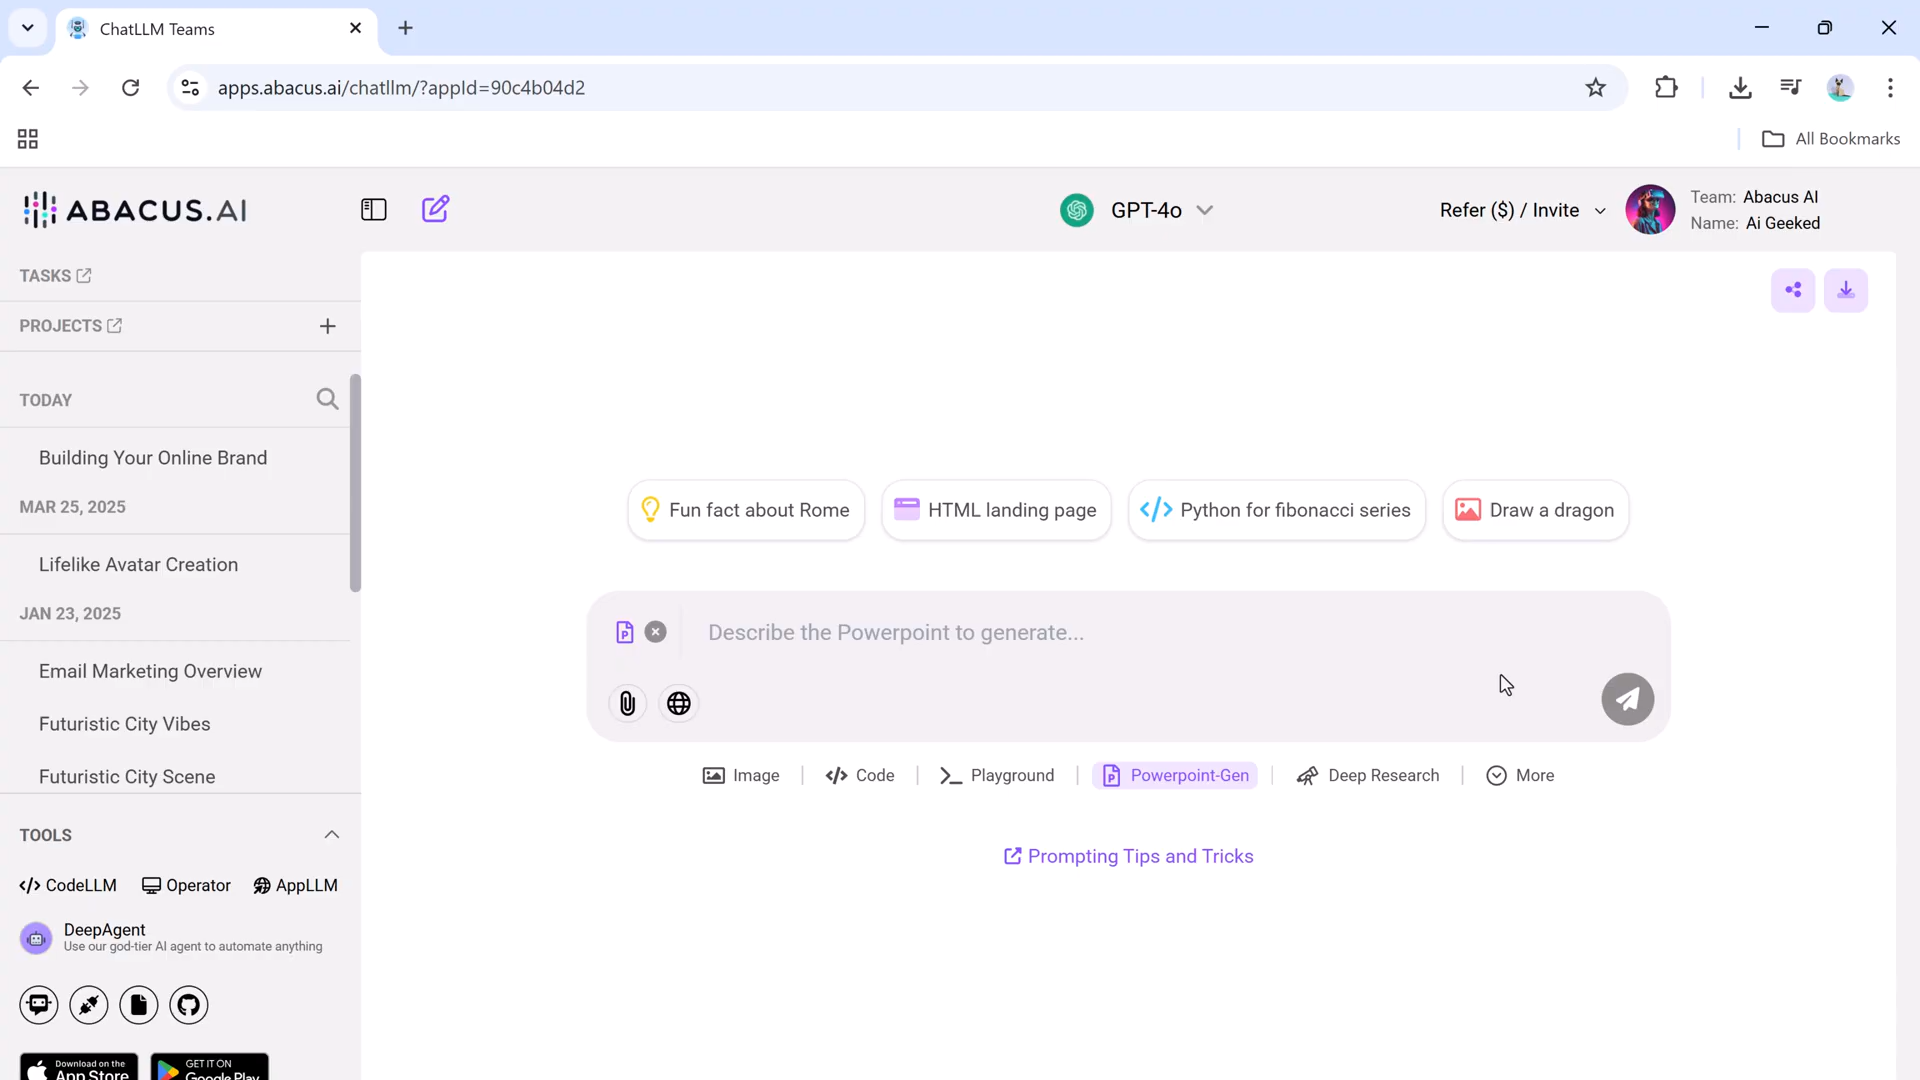 ChatLLM Teams
apps.abacus.ai/chatllm/?appId=90c4b04d2
All Bookmarks
ABACUS.AI
GPT-4o
Refer ($) / Invite
Team: Abacus AI
Name: Ai Geeked
TASKS
PROJECTS
TODAY
Building Your Online Brand
MAR 25, 2025
Lifelike Avatar Creation
JAN 23, 2025
Email Marketing Overview
Futuristic City Vibes
Futuristic City Scene
TOOLS
CodeLLM Operator AppLLM
DeepAgent
Use our god-tier AI agent to automate anything
Download on the
App Store
GET IT ON
Google Play
Fun fact about Rome
HTML landing page
Python for fibonacci series
Draw a dragon
Describe the Powerpoint to generate...
Image
Code
Playground
Powerpoint-Gen
Deep Research
More
Prompting Tips and Tricks